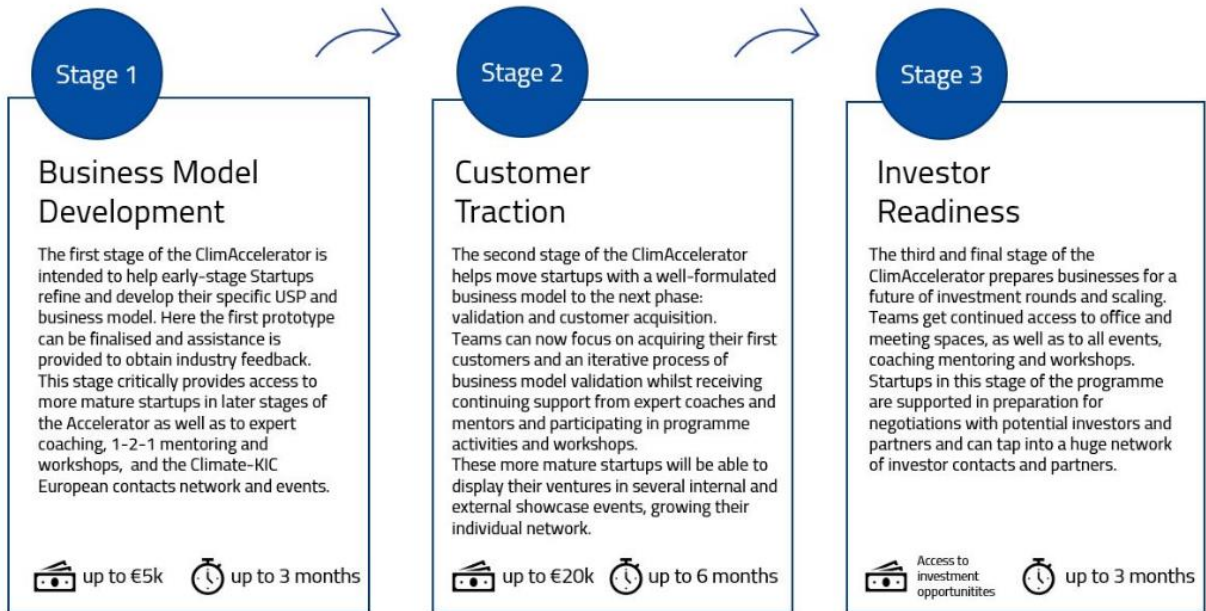 Stage 1
Business Model
Development
The first stage of the ClimAccelerator is
intended to help early-stage Startups
refine and develop their specific USP and
business model. Here the first prototype
can be finalised and assistance is
provided to obtain industry feedback.
This stage critically provides access to
more mature startups in later stages of
the Accelerator as well as to expert
coaching, 1-2-1 mentoring and
workshops, and the Climate-KIC
European contacts network and events.
up to €5k
up to 3 months
Stage 2
Customer
Traction
The second stage of the ClimAccelerator
helps move startups with a well-formulated
business model to the next phase:
validation and customer acquisition.
Teams can now focus on acquiring their first
customers and an iterative process of
business model validation whilst receiving
continuing support from expert coaches and
mentors and participating in programme
activities and workshops.
These more mature startups will be able to
display their ventures in several internal and
external showcase events, growing their
individual network.
up to €20k
up to 6 months
Stage 3
Investor
Readiness
The third and final stage of the
ClimAccelerator prepares businesses for a
future of investment rounds and scaling.
Teams get continued access to office and
meeting spaces, as well as to all events,
coaching mentoring and workshops.
Startups in this stage of the programme
are supported in preparation for
negotiations with potential investors and
partners and can tap into a huge network
of investor contacts and partners.
Access to
investment
opportunitites
up to 3 months